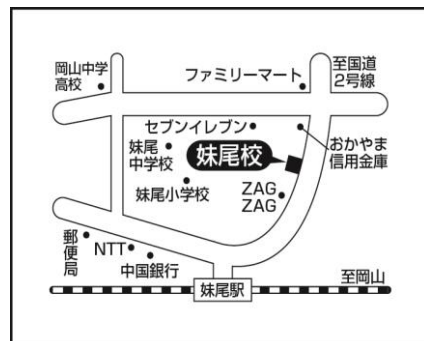 岡山中学
高校
ファミリーマート
至国道
2号線
セブンイレブン
おかやま
信用金庫
妹尾
中学校
妹尾校
妹尾小学校
ZAG
ZAG
郵便局
NTT
中国銀行
妹尾駅
至岡山